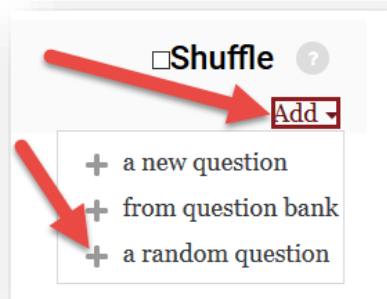 Shuffle ?
Add
a new question
from question bank
a random question